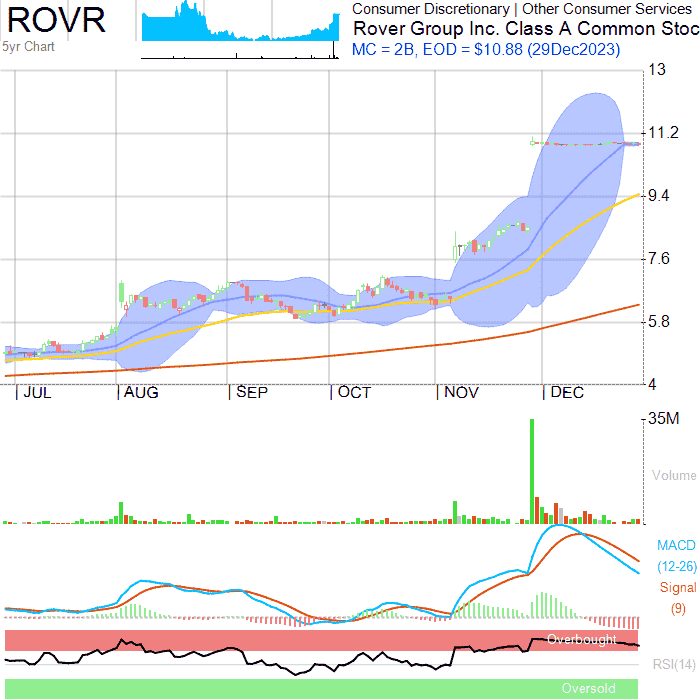 ROVR
5yr Chart
Consumer Discretionary | Other Consumer Services
Rover Group Inc. Class A Common Stoc
MC = 2B, EOD = $10.88 (29Dec2023)
13
11.2
9.4
7.6
5.8
4
JUL AUG SEP OCT NOV DEC
35M
Volume
MACD
(12-26)
Signal
(9)
Overbought
RSI(14)
Oversold